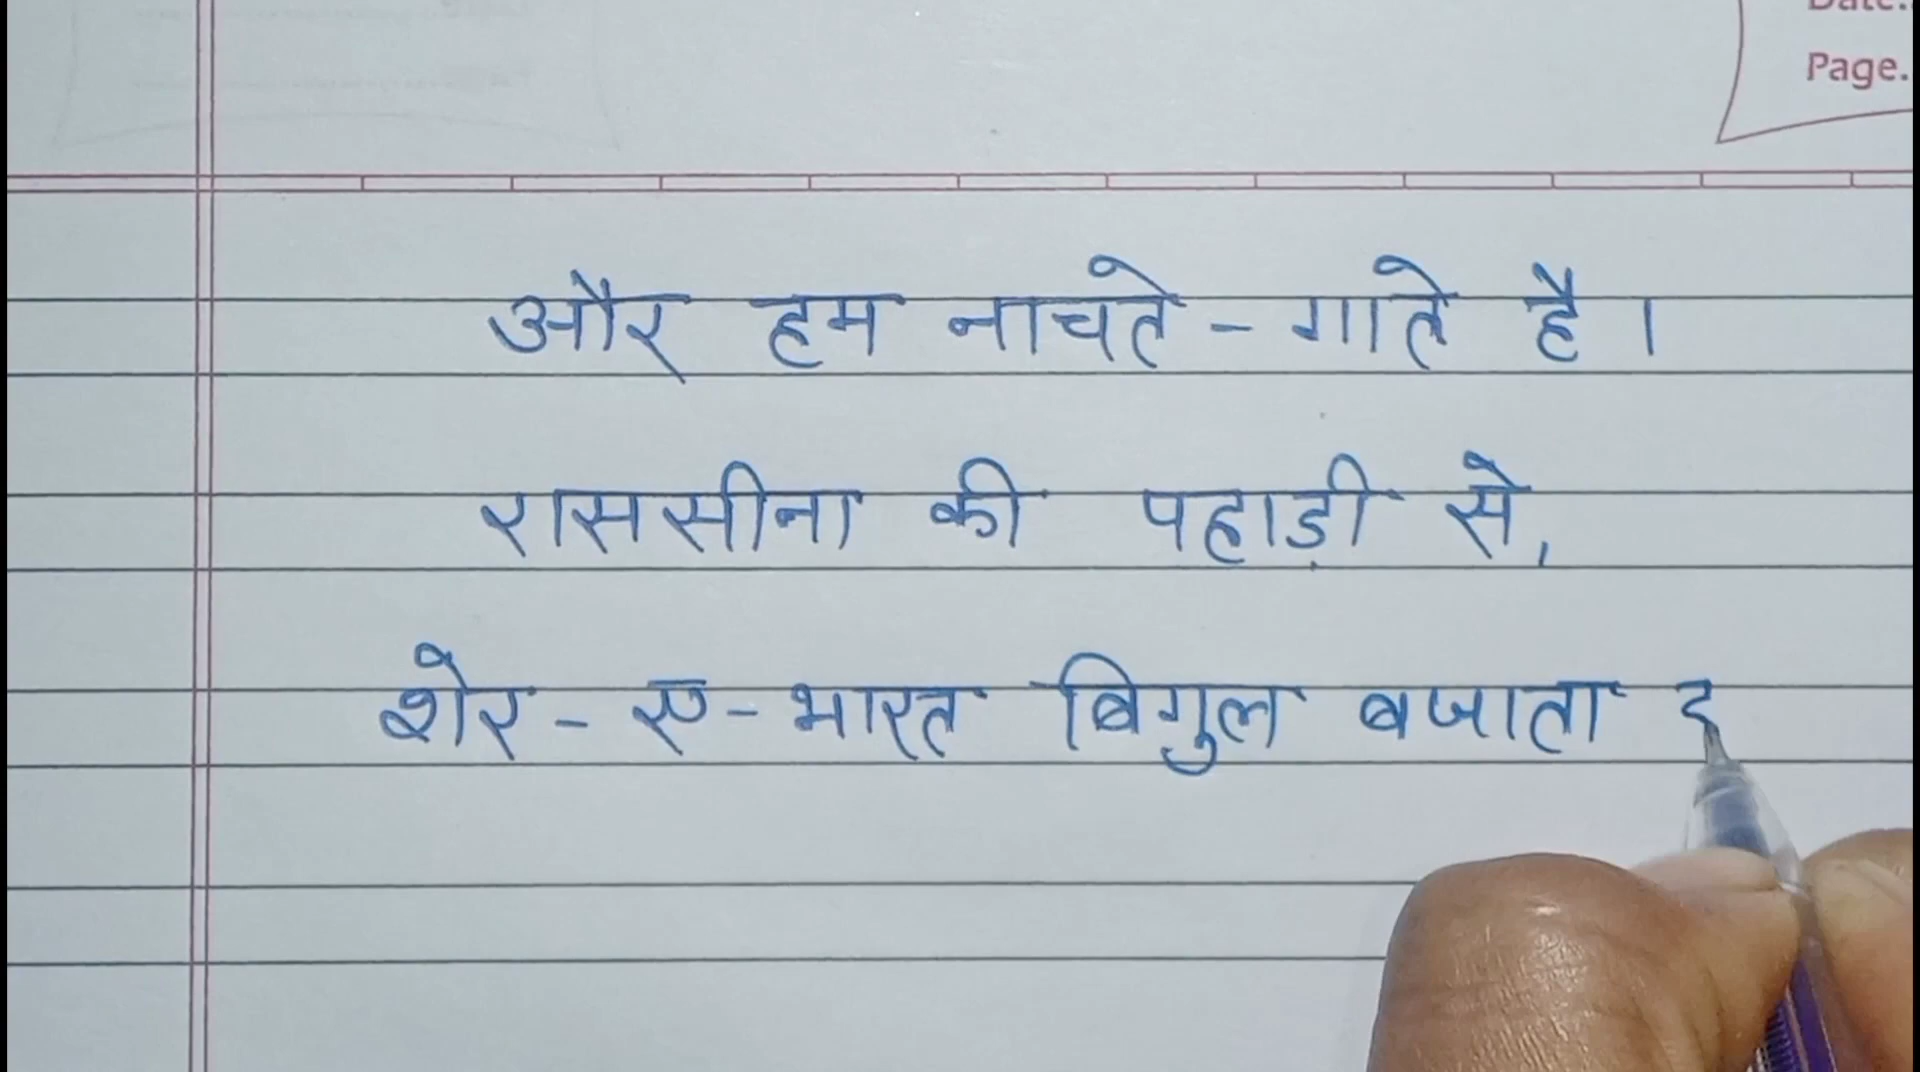 Page.
और हम नाचते - गाते है ।
राससीना की पहाड़ी से,
शेर - ए - भारत बिगुल बजाता